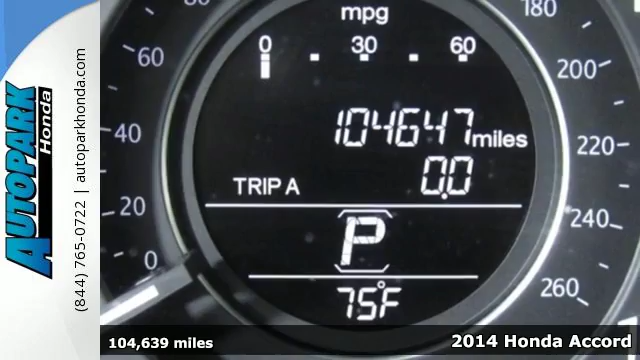 mpg
0 30 60
104647 miles
TRIP A 0.0
P
75°F
80
60
40
20
0
180
200
220
240
260
AUTOPARK
Honda
(844) 765-0722 | autoparkhonda.com
104,639 miles
2014 Honda Accord